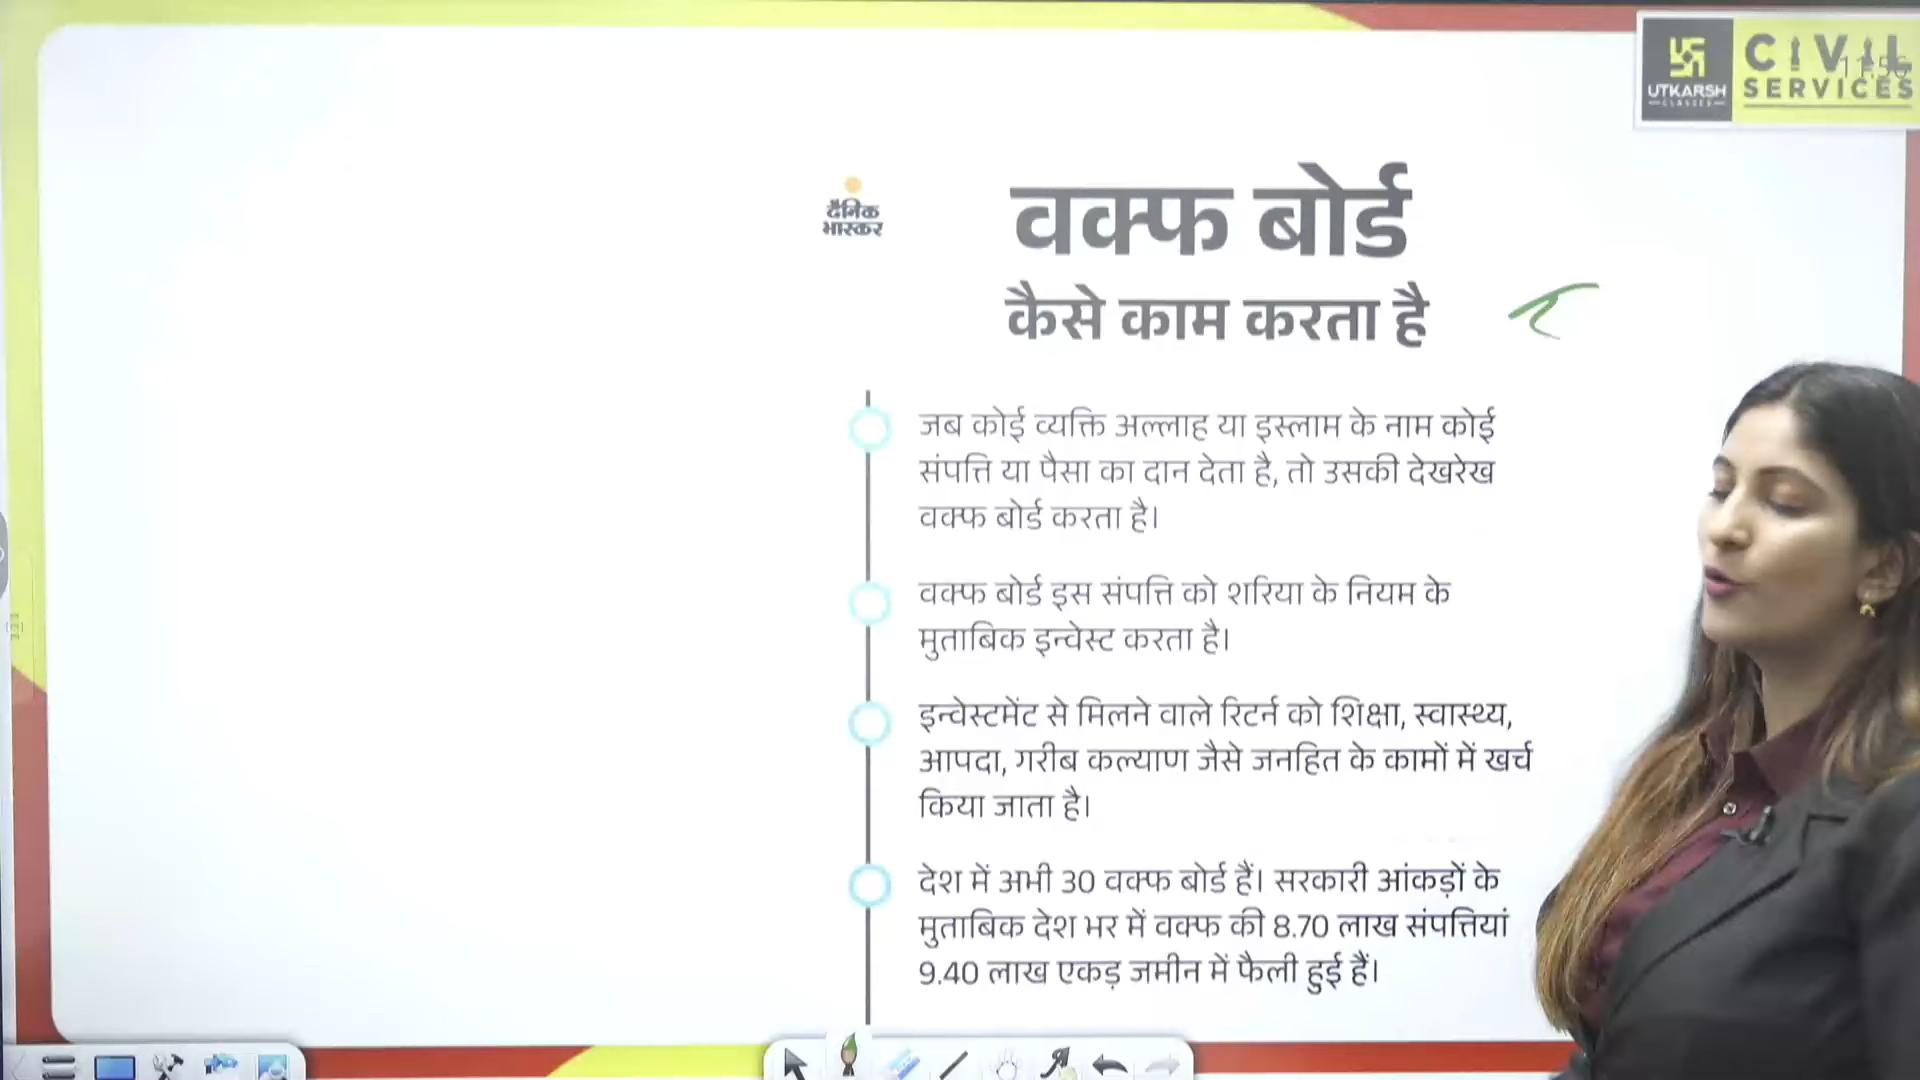 UTKARSH
CLASSES
CIVIL
SERVICES
दैनिक
भास्कर
वक्फ बोर्ड
कैसे काम करता है
जब कोई व्यक्ति अल्लाह या इस्लाम के नाम कोई
संपत्ति या पैसा का दान देता है, तो उसकी देखरेख
वक्फ बोर्ड करता है।
वक्फ बोर्ड इस संपत्ति को शरिया के नियम के
मुताबिक इन्वेस्ट करता है।
इन्वेस्टमेंट से मिलने वाले रिटर्न को शिक्षा, स्वास्थ्य,
आपदा, गरीब कल्याण जैसे जनहित के कामों में खर्च
किया जाता है।
देश में अभी 30 वक्फ बोर्ड हैं। सरकारी आंकड़ों के
मुताबिक देश भर में वक्फ की 8.70 लाख संपत्तियां
9.40 लाख एकड़ जमीन में फैली हुई हैं।